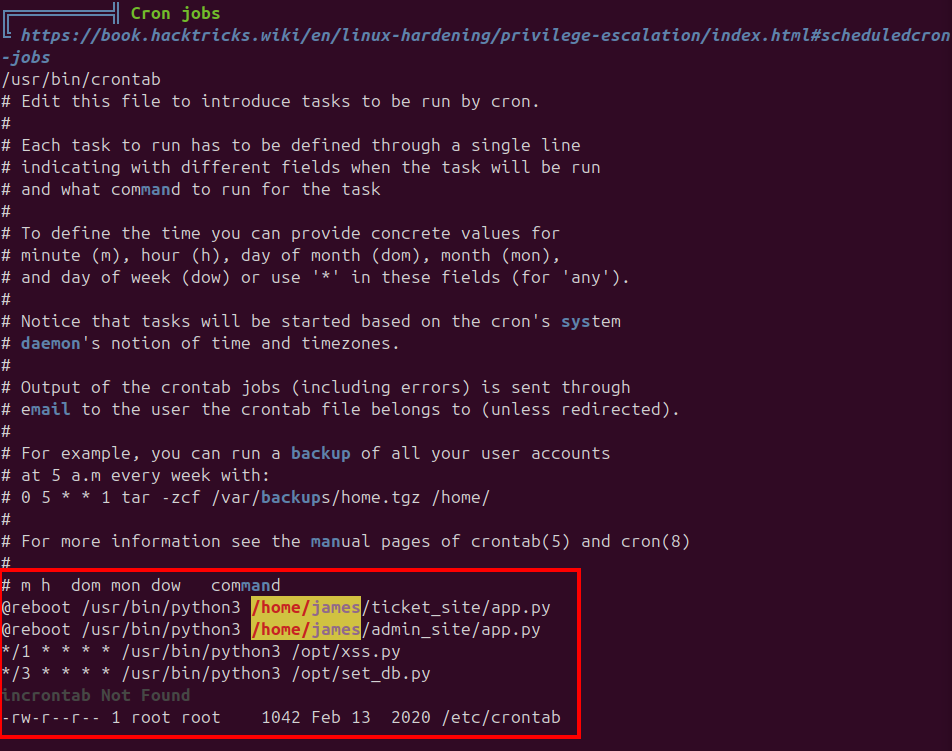 Cron jobs
https://book.hacktricks.wiki/en/linux-hardening/privilege-escalation/index.html#scheduledcron
-jobs
/usr/bin/crontab
# Edit this file to introduce tasks to be run by cron.
#
# Each task to run has to be defined through a single line
# indicating with different fields when the task will be run
# and what command to run for the task
#
# To define the time you can provide concrete values for
# minute (m), hour (h), day of month (dom), month (mon),
# and day of week (dow) or use '*' in these fields (for 'any').
#
# Notice that tasks will be started based on the cron's system
# daemon's notion of time and timezones.
#
# Output of the crontab jobs (including errors) is sent through
# email to the user the crontab file belongs to (unless redirected).
#
# For example, you can run a backup of all your user accounts
# at 5 a.m every week with:
# 0 5 * * 1 tar -zcf /var/backups/home.tgz /home/
#
# For more information see the manual pages of crontab(5) and cron(8)
#
# m h  dom mon dow   command
@reboot /usr/bin/python3 /home/james/ticket_site/app.py
@reboot /usr/bin/python3 /home/james/admin_site/app.py
*/1 * * * * /usr/bin/python3 /opt/xss.py
*/3 * * * * /usr/bin/python3 /opt/set_db.py
incrontab Not Found
-rw-r--r-- 1 root root    1042 Feb 13  2020 /etc/crontab